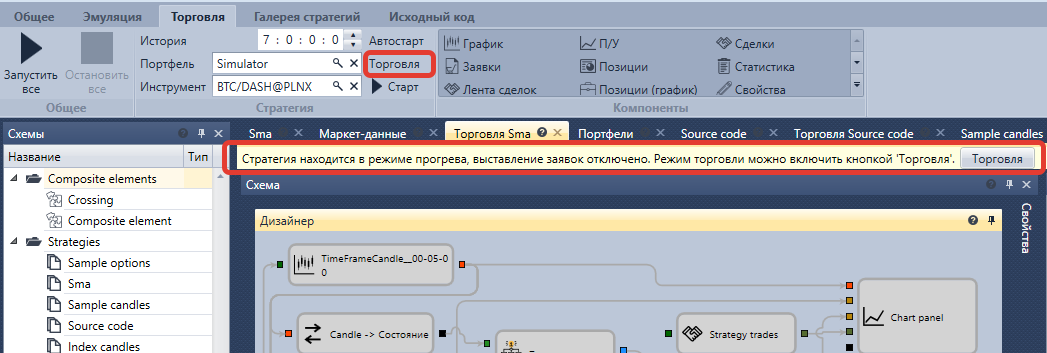 Общее Эмуляция Торговля Галерея стратегий Исходный код
История 7 : 0 : 0 : 0 Автостарт График П/У Сделки
Запустить все Остановить все Портфель Simulator Торговля Заявки Позиции Статистика
Инструмент BTC/DASH@PLNX Старт Лента сделок Позиции (график) Свойства
Общее Стратегия Компоненты
Схемы Sma Маркет-данные Торговля Sma Портфели Source code Торговля Source code Sample candles
Название Тип Стратегия находится в режиме прогрева, выставление заявок отключено. Режим торговли можно включить кнопкой 'Торговля'. Торговля
Composite elements Схема
Crossing
Composite element Дизайнер
Strategies
Sample options TimeFrameCandle__00-05-0
0
Sma
Sample candles
Source code Candle -> Состояние Strategy trades Chart panel
Index candles
Свойства